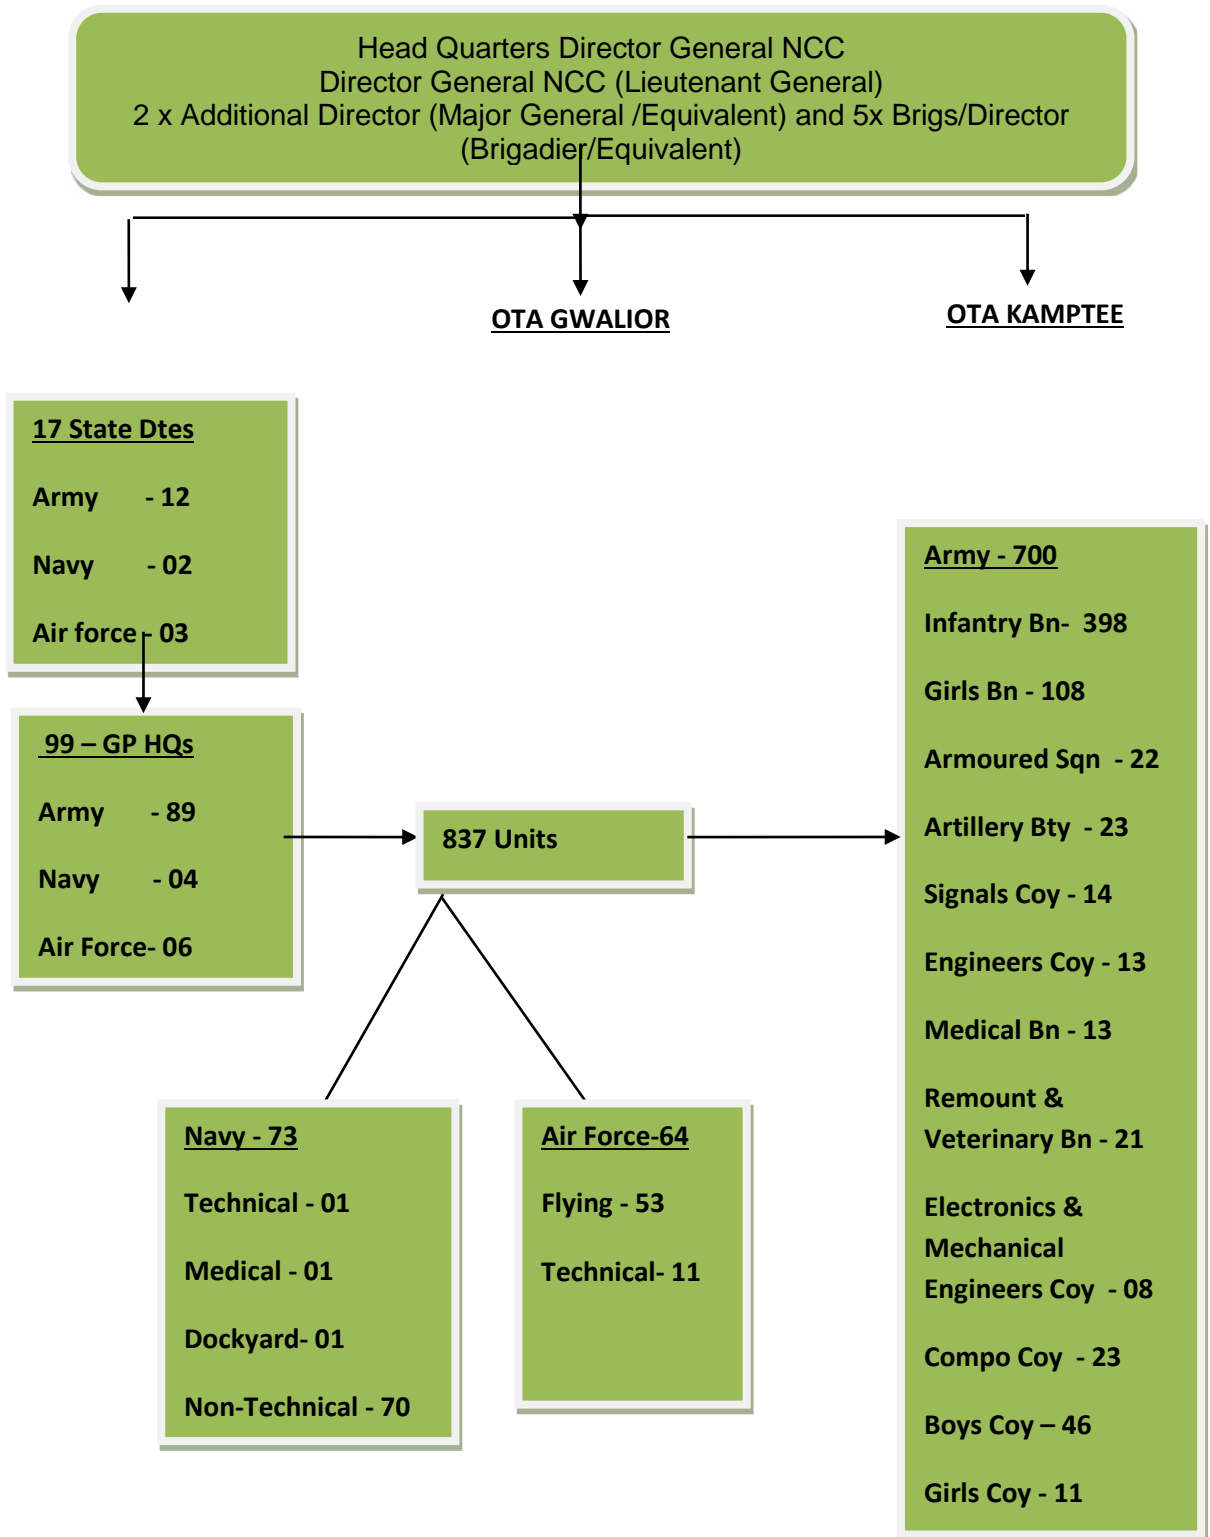 Head Quarters Director General NCC
Director General NCC (Lieutenant General)
2 x Additional Director (Major General /Equivalent) and 5x Brigs/Director
(Brigadier/Equivalent)
OTA GWALIOR
OTA KAMPTEE
17 State Dtes
Army - 12
Navy - 02
Air force - 03
99 – GP HQs
Army - 89
Navy - 04
Air Force- 06
837 Units
Navy - 73
Technical - 01
Medical - 01
Dockyard- 01
Non-Technical - 70
Air Force-64
Flying - 53
Technical- 11
Army - 700
Infantry Bn- 398
Girls Bn - 108
Armoured Sqn - 22
Artillery Bty - 23
Signals Coy - 14
Engineers Coy - 13
Medical Bn - 13
Remount &
Veterinary Bn - 21
Electronics &
Mechanical
Engineers Coy - 08
Compo Coy - 23
Boys Coy – 46
Girls Coy - 11